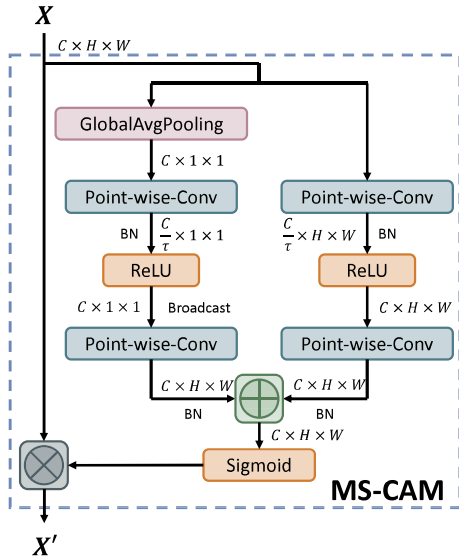 X
C × H × W
GlobalAvgPooling
C × 1 × 1
Point-wise-Conv
Point-wise-Conv
BN
C/τ × 1 × 1
C/τ × H × W
BN
ReLU
ReLU
C × 1 × 1
Broadcast
C × H × W
Point-wise-Conv
Point-wise-Conv
C × H × W
C × H × W
BN
BN
C × H × W
Sigmoid
MS-CAM
X′